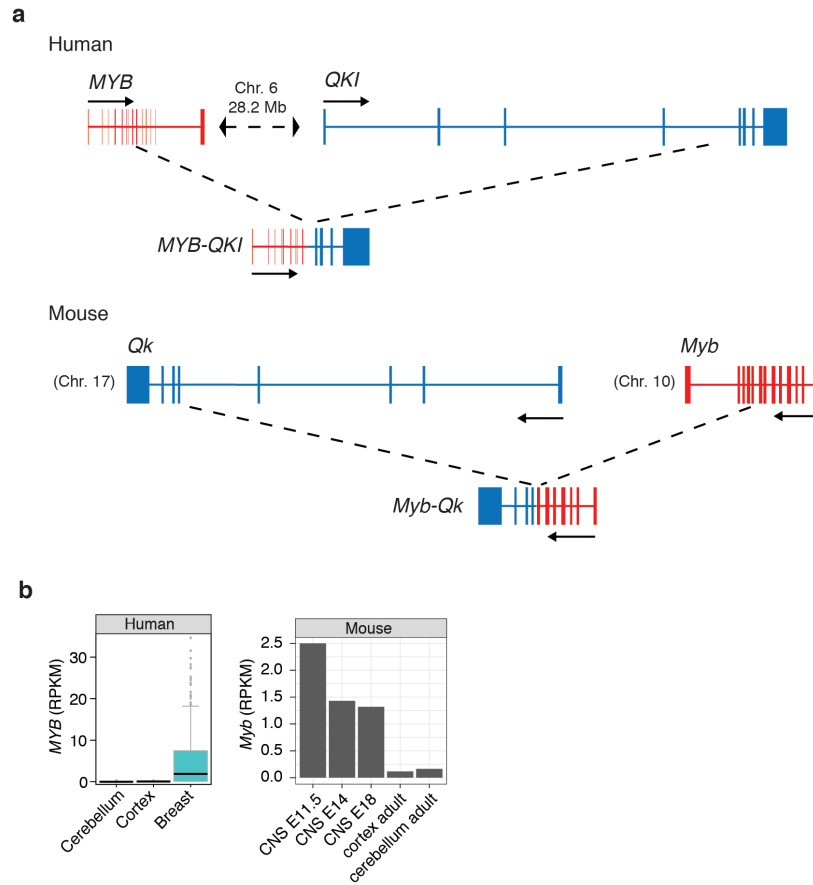 a
Human
MYB
Chr. 6
28.2 Mb
QKI
MYB-QKI
Mouse
Qk
Myb
(Chr. 17)
(Chr. 10)
Myb-Qk
b
Human
MYB (RPKM)
30
20
10
0
Cerebellum
Cortex
Breast
Mouse
Myb (RPKM)
2.5
2.0
1.5
1.0
0.5
0.0
CNS E11.5
CNS E14
CNS E18
cortex adult
cerebellum adult